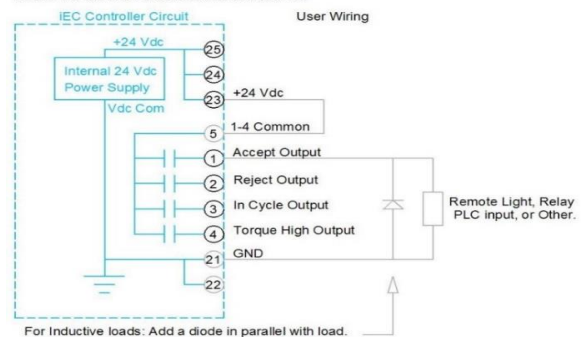 iEC Controller Circuit
User Wiring
+24 Vdc
25
Internal 24 Vdc
Power Supply
24
Vdc Com
23
+24 Vdc
5
1-4 Common
1
Accept Output
2
Reject Output
3
In Cycle Output
4
Torque High Output
Remote Light, Relay
PLC input, or Other.
21
GND
22
For Inductive loads: Add a diode in parallel with load.